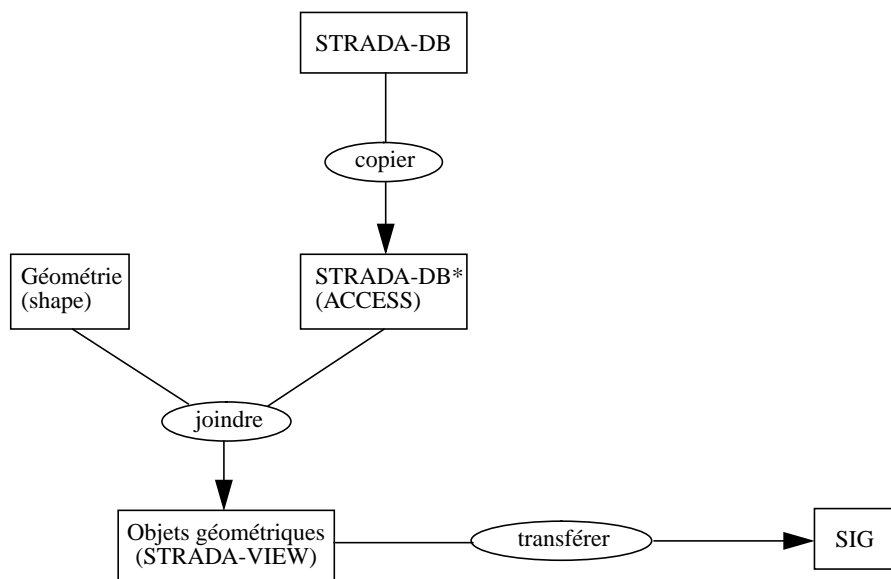 STRADA-DB
copier
Géométrie
(shape)
STRADA-DB*
(ACCESS)
joindre
Objets géométriques
(STRADA-VIEW)
transférer
SIG